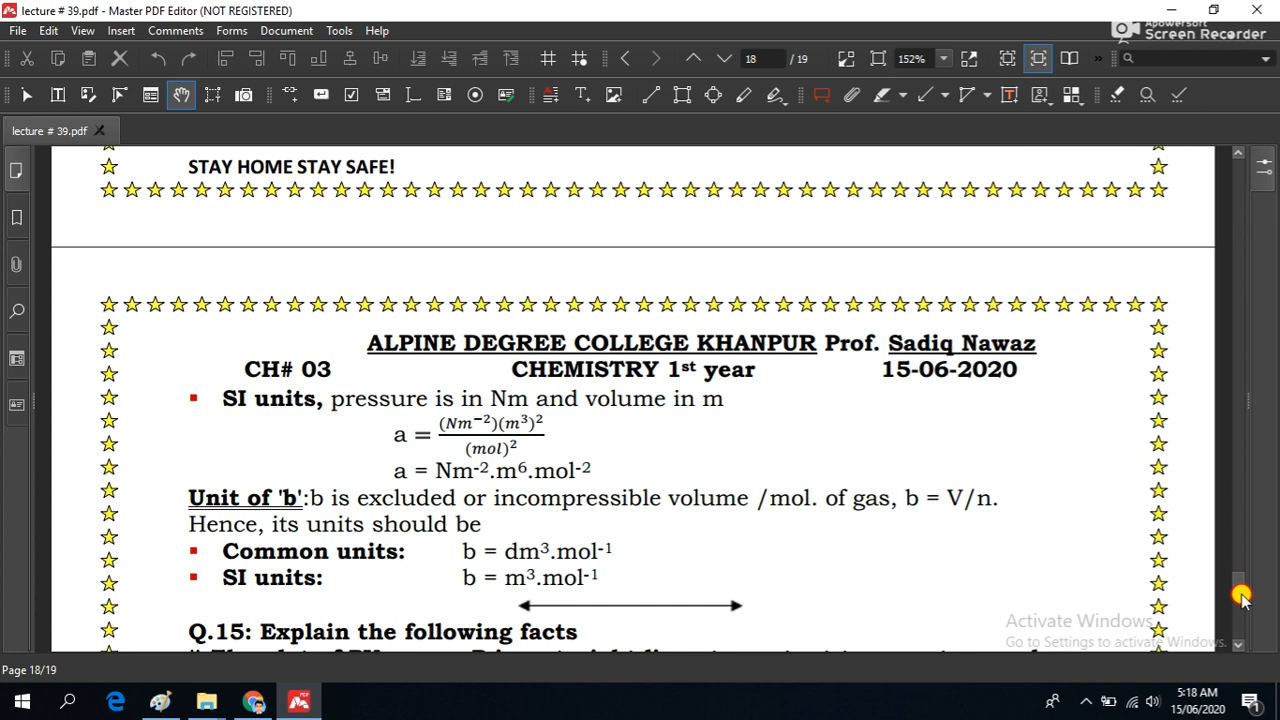 lecture # 39.pdf - Master PDF Editor (NOT REGISTERED)
File Edit View Insert Comments Forms Document Tools Help
Apowersoft
Screen Recorder
18 / 19 152%
lecture # 39.pdf
STAY HOME STAY SAFE!
ALPINE DEGREE COLLEGE KHANPUR Prof. Sadiq Nawaz
CH# 03 CHEMISTRY 1st year 15-06-2020
▪ SI units, pressure is in Nm and volume in m
a = (Nm⁻²)(m³)² / (mol)²
a = Nm-2.m6.mol-2
Unit of 'b':b is excluded or incompressible volume /mol. of gas, b = V/n.
Hence, its units should be
▪ Common units: b = dm3.mol-1
▪ SI units: b = m3.mol-1
Q.15: Explain the following facts
Activate Windows
Go to Settings to activate Windows.
Page 18/19
5:18 AM
15/06/2020
1